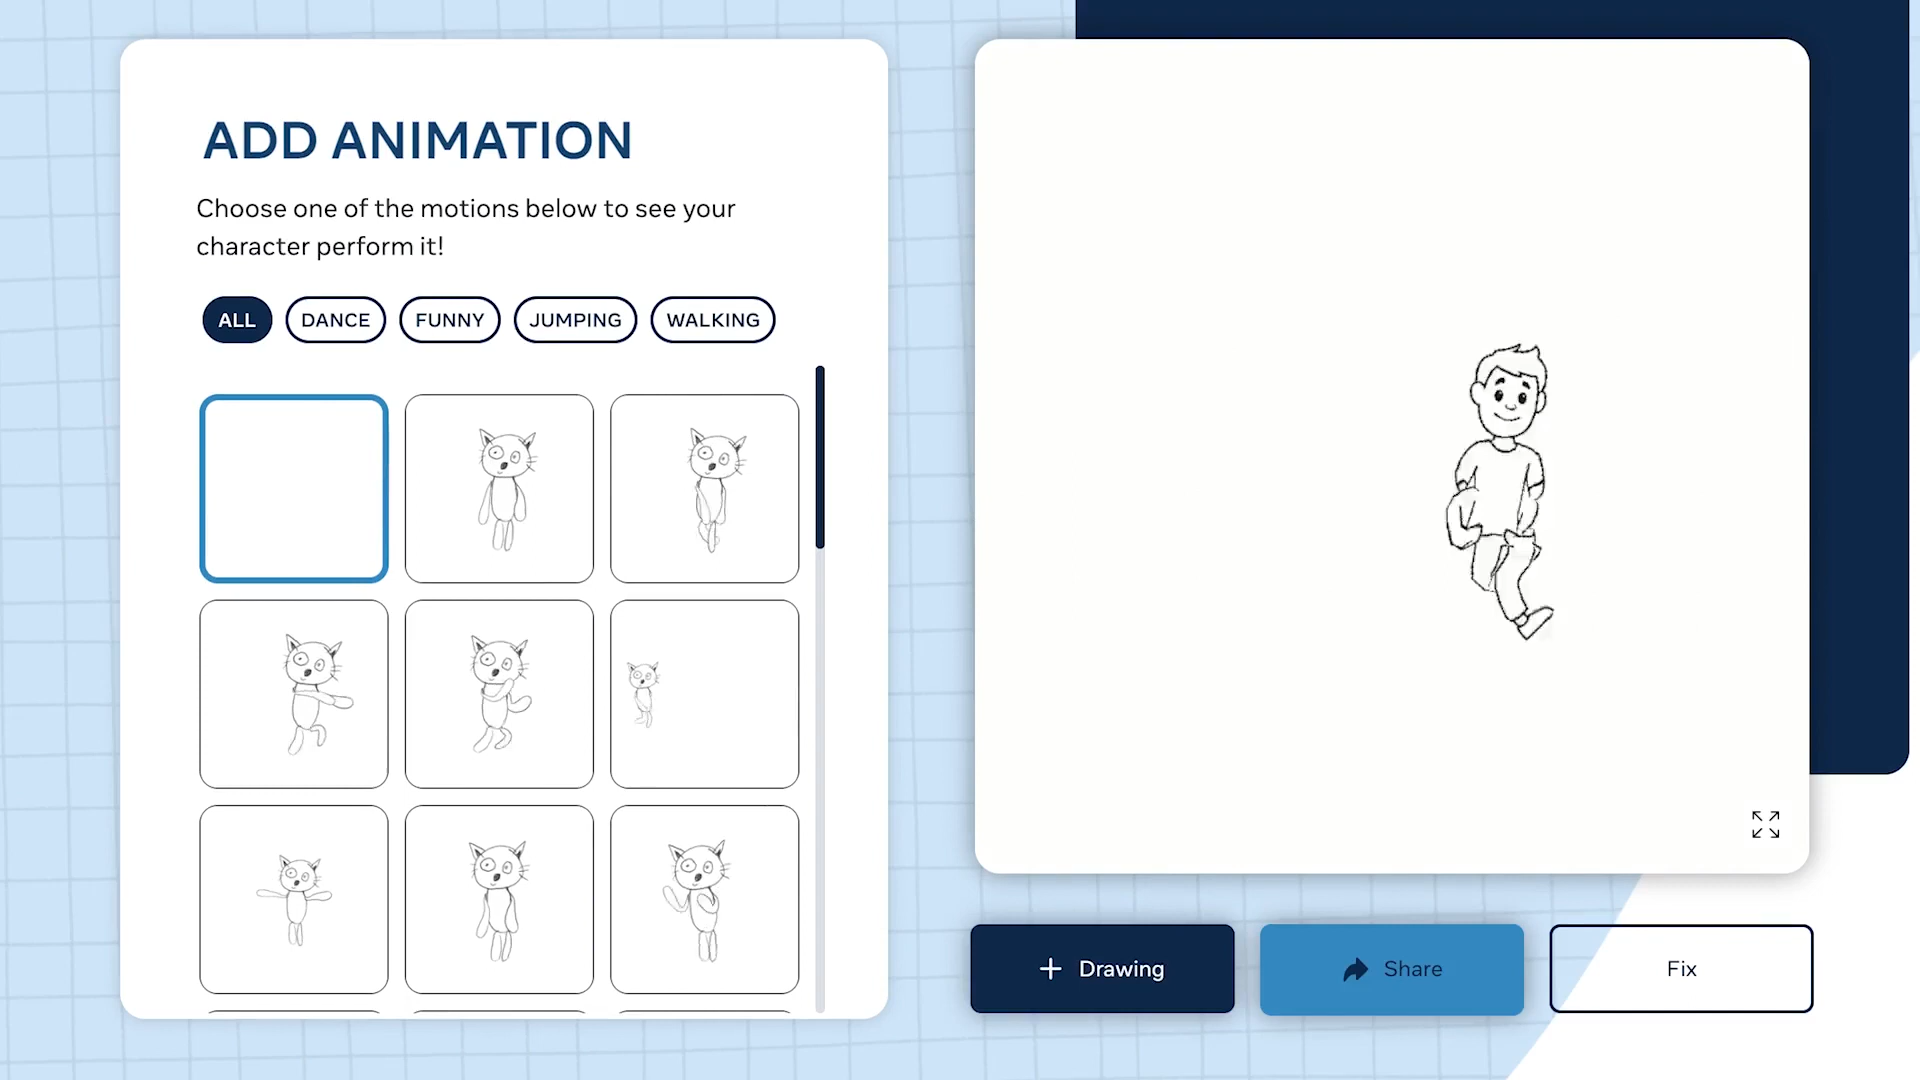 ADD ANIMATION
Choose one of the motions below to see your
character perform it!
ALL
DANCE
FUNNY
JUMPING
WALKING
Drawing
Share
Fix